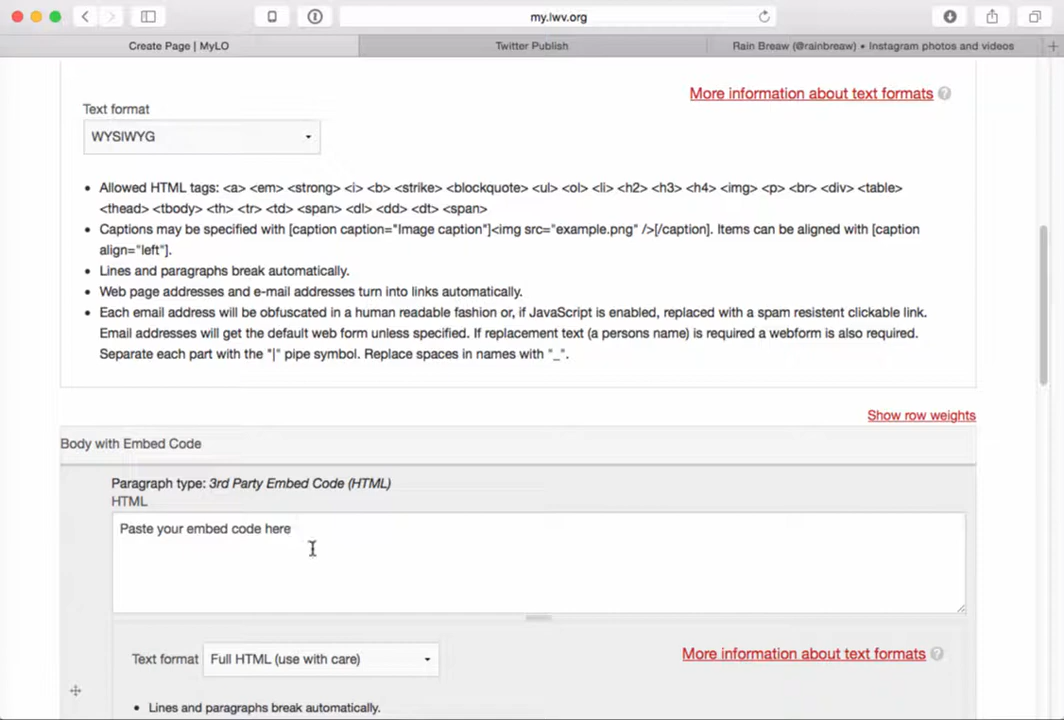 my.lwv.org
Create Page | MyLO
Twitter Publish
Rain Breaw (@rainbreaw) • Instagram photos and videos
More information about text formats ?
Text format
WYSIWYG
• Allowed HTML tags: <a> <em> <strong> <i> <b> <strike> <blockquote> <ul> <ol> <li> <h2> <h3> <h4> <img> <p> <br> <div> <table>
<thead> <tbody> <th> <tr> <td> <span> <dl> <dd> <dt> <span>
• Captions may be specified with [caption caption="Image caption"]<img src="example.png" />[/caption]. Items can be aligned with [caption
align="left"].
• Lines and paragraphs break automatically.
• Web page addresses and e-mail addresses turn into links automatically.
• Each email address will be obfuscated in a human readable fashion or, if JavaScript is enabled, replaced with a spam resistent clickable link.
Email addresses will get the default web form unless specified. If replacement text (a persons name) is required a webform is also required.
Separate each part with the "|" pipe symbol. Replace spaces in names with "_".
Show row weights
Body with Embed Code
Paragraph type: 3rd Party Embed Code (HTML)
HTML
Paste your embed code here
Text format
Full HTML (use with care)
More information about text formats ?
• Lines and paragraphs break automatically.